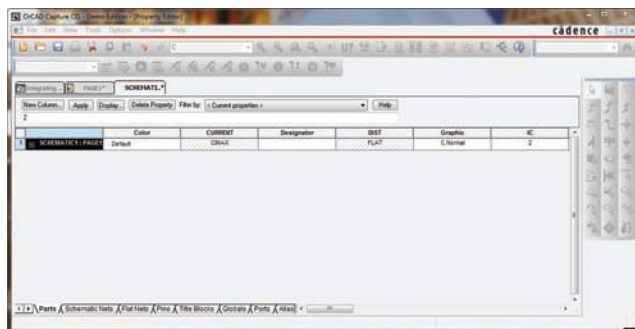 OrCAD Capture CIS - Demo Edition - [Property Editor]
File Edit View Tools Options Window Help
cādence
PAGE1* SCHEMATI..*
New Column... Apply Display... Delete Property Filter by: < Current properties > Help
2
Color CURRENT Designator DIST Graphic IC
1 SCHEMATIC1 : PAGE1 Default CIMAX FLAT C.Normal 2
Parts Schematic Nets Flat Nets Pins Title Blocks Globals Ports Alias